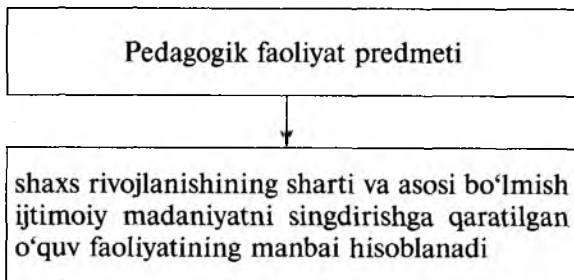 Pedagogik faoliyat predmeti
shaxs rivojlanishining sharti va asosi bo‘lmish
ijtimoiy madaniyatni singdirishga qaratilgan
o‘quv faoliyatining manbai hisoblanadi